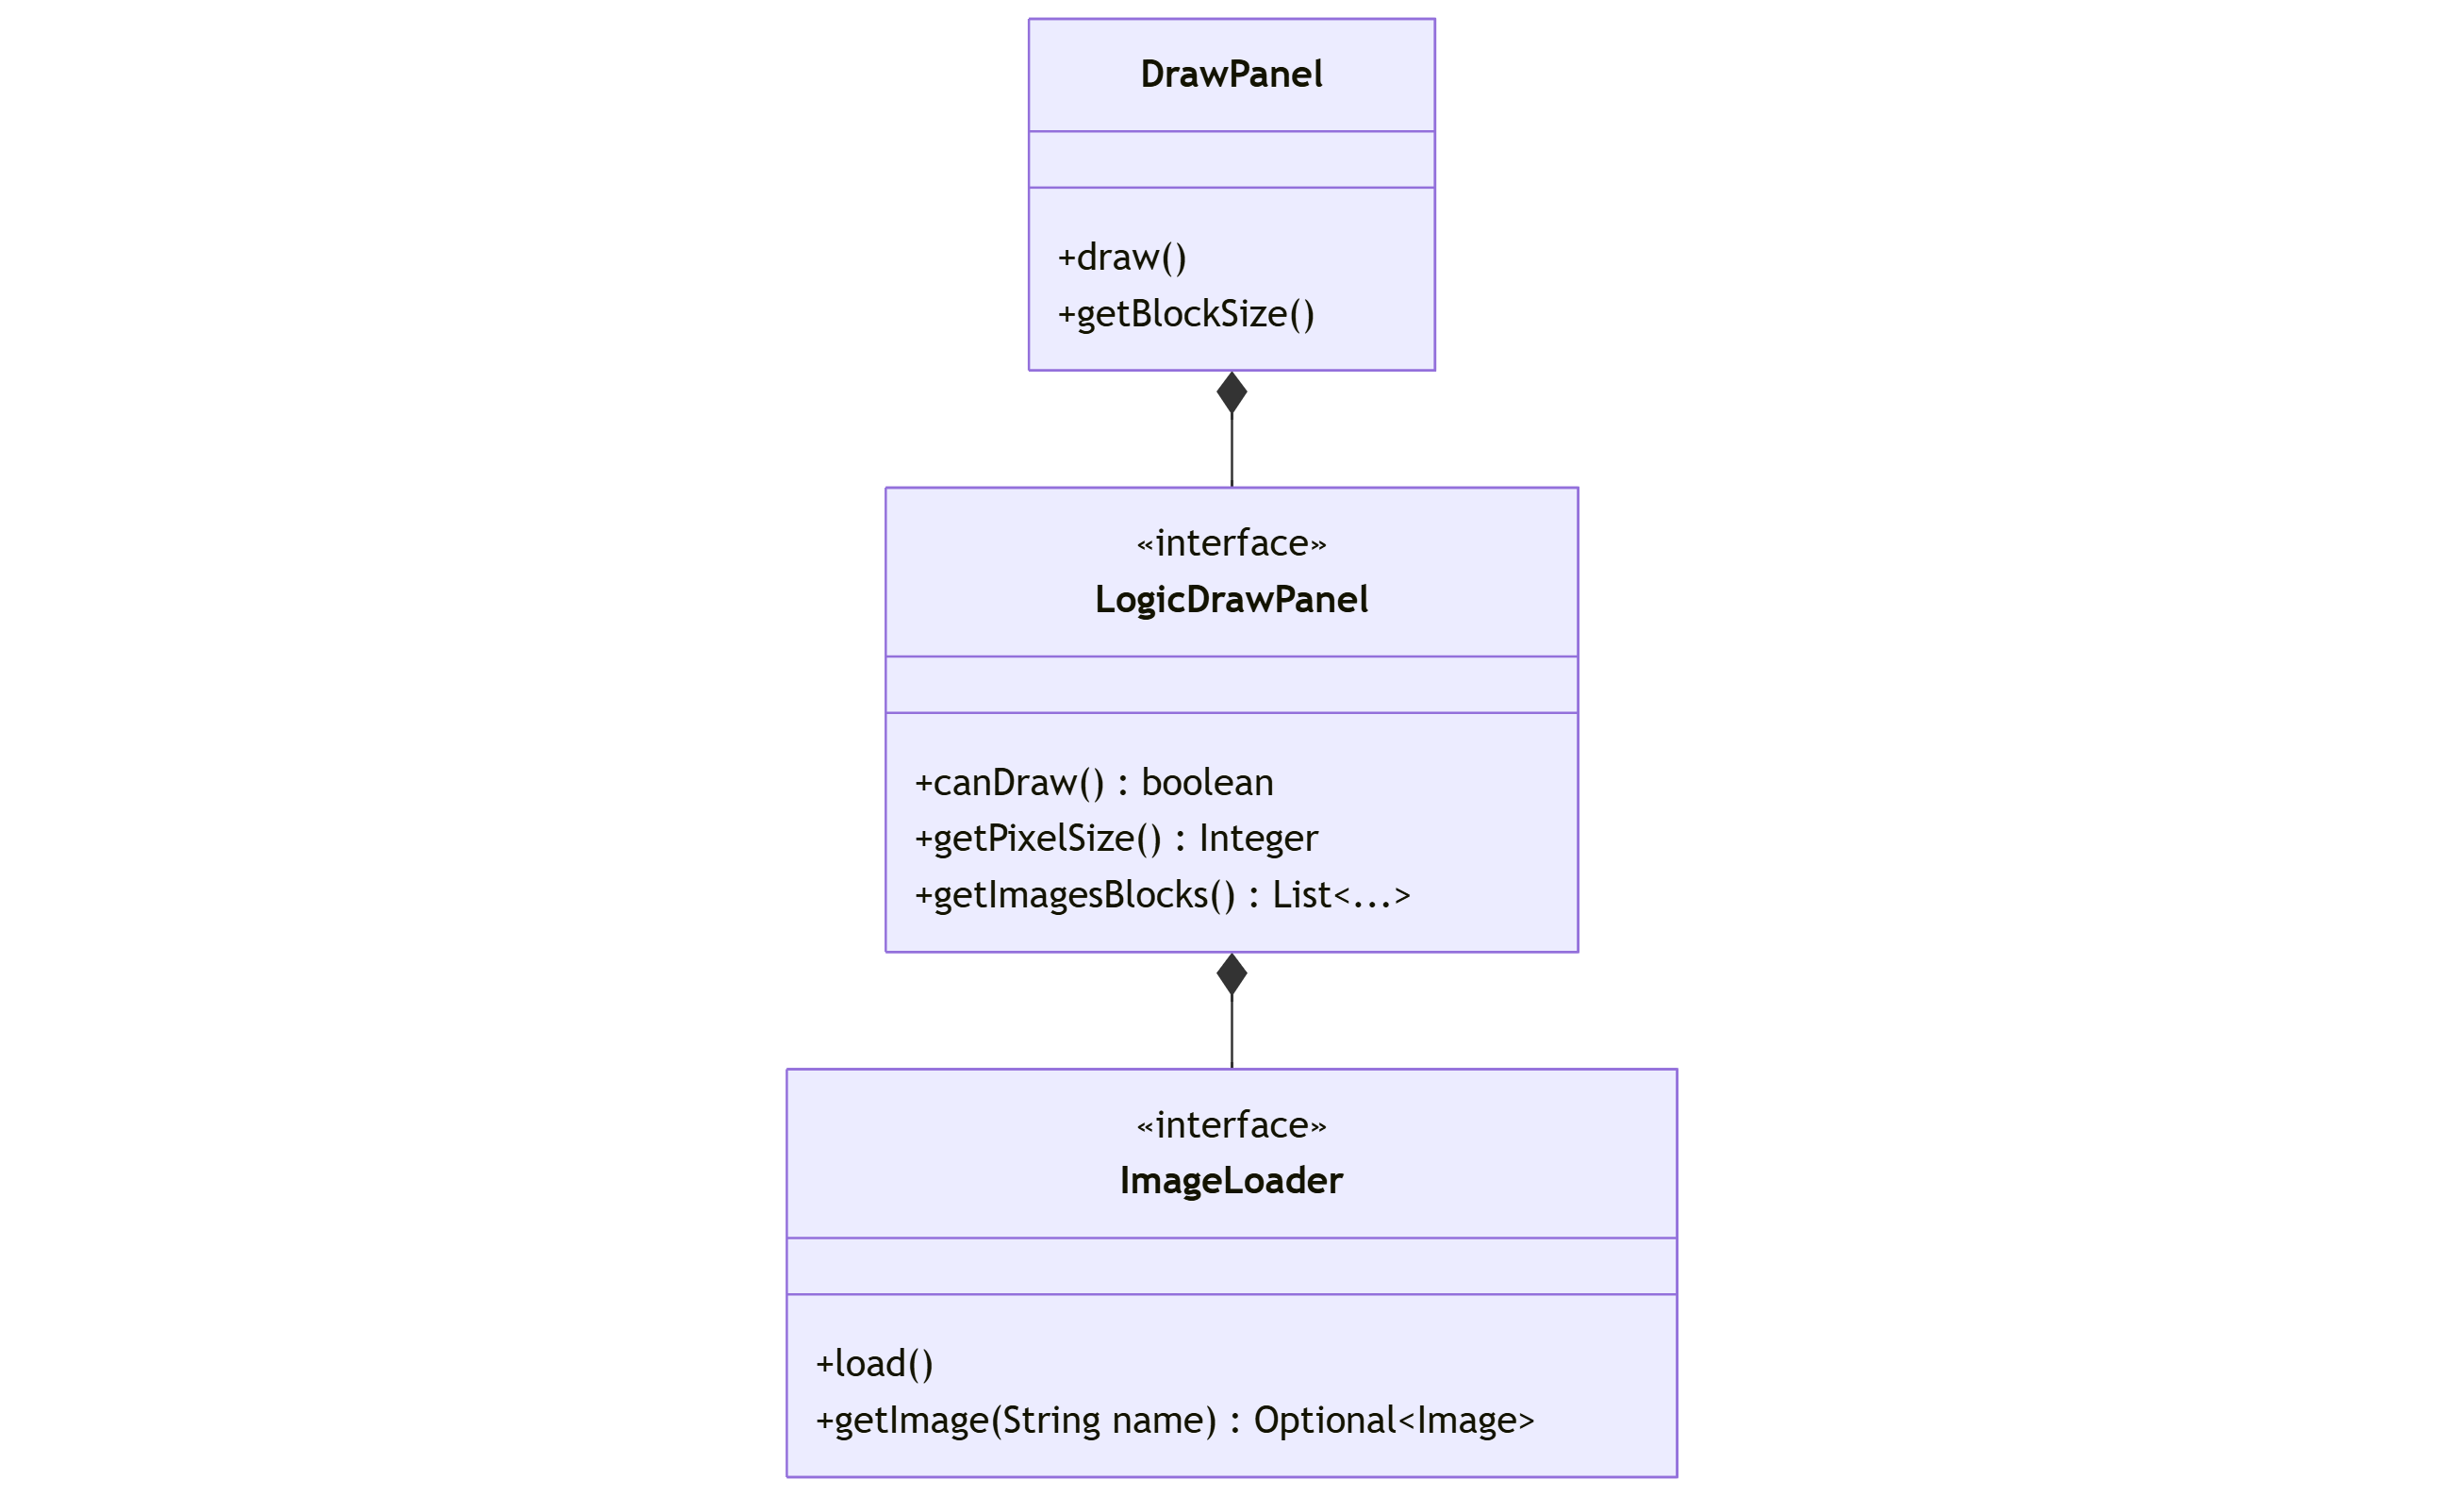 DrawPanel
+draw()
+getBlockSize()
«interface»
LogicDrawPanel
+canDraw() : boolean
+getPixelSize() : Integer
+getImagesBlocks() : List<...>
«interface»
ImageLoader
+load()
+getImage(String name) : Optional<Image>